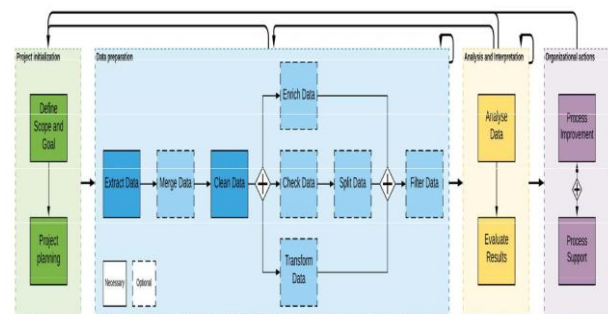 Project initialization
Data preparation
Analysis and Interpretation
Organizational actions
Define
Scope and
Goal
Project
planning
Extract Data
Merge Data
Clean Data
Enrich Data
Check Data
Split Data
Transform
Data
Filter Data
Necessary
Optional
Analyse
Data
Evaluate
Results
Process
Improvement
Process
Support